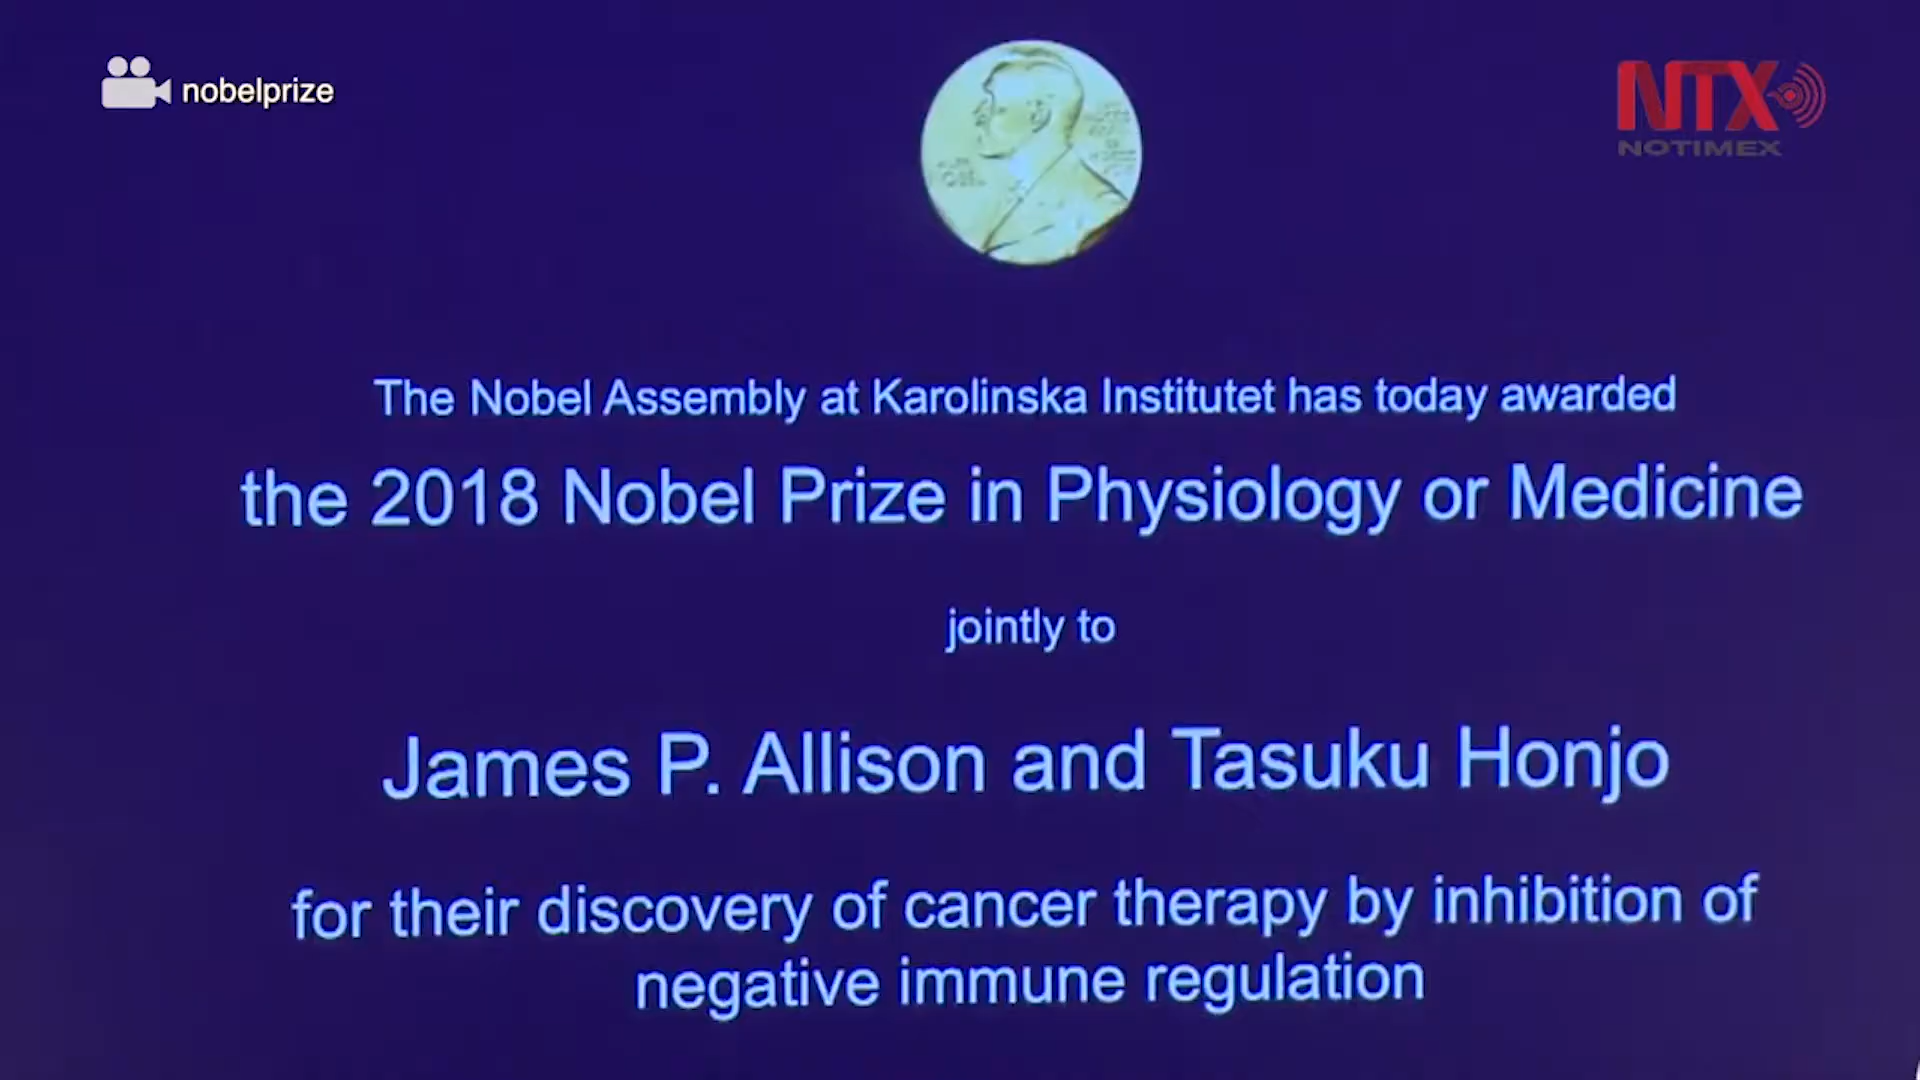 nobelprize
NTX
NOTIMEX
The Nobel Assembly at Karolinska Institutet has today awarded
the 2018 Nobel Prize in Physiology or Medicine
jointly to
James P. Allison and Tasuku Honjo
for their discovery of cancer therapy by inhibition of
negative immune regulation